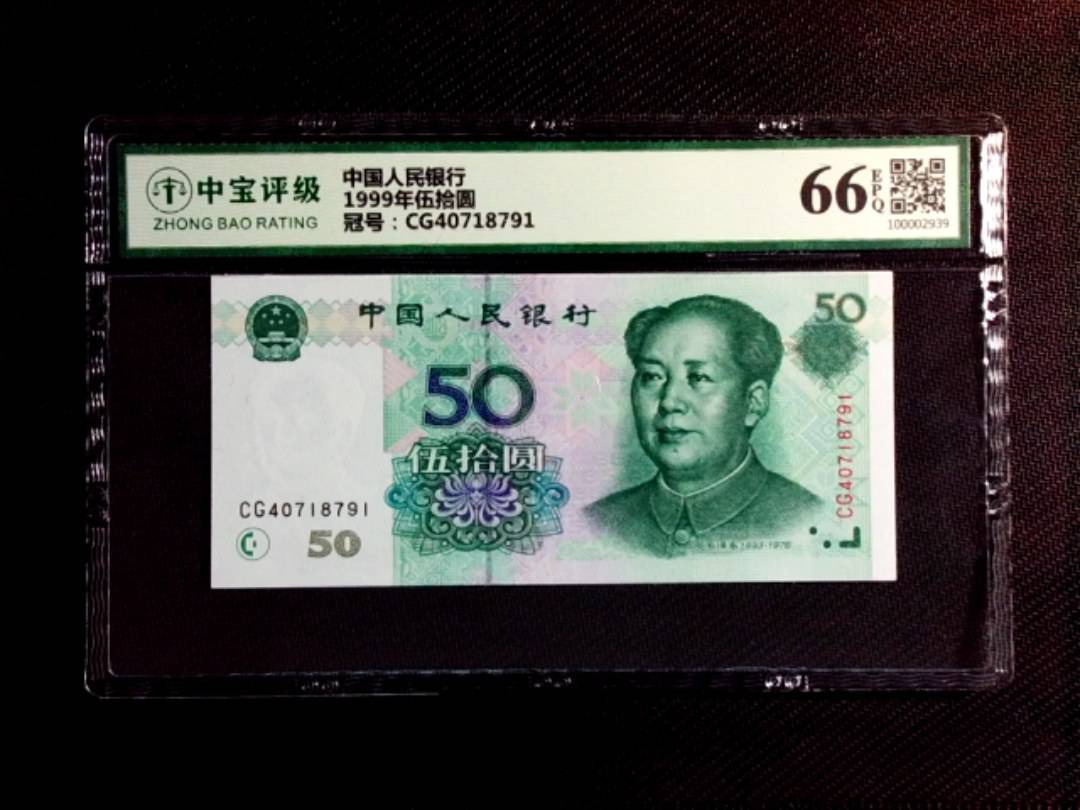 中宝评级
ZHONG BAO RATING
中国人民银行
1999年伍拾圆
冠号：CG40718791
66
EPQ
100002939
中国人民银行
50
50
伍拾圆
CG40718791
CG40718791
50